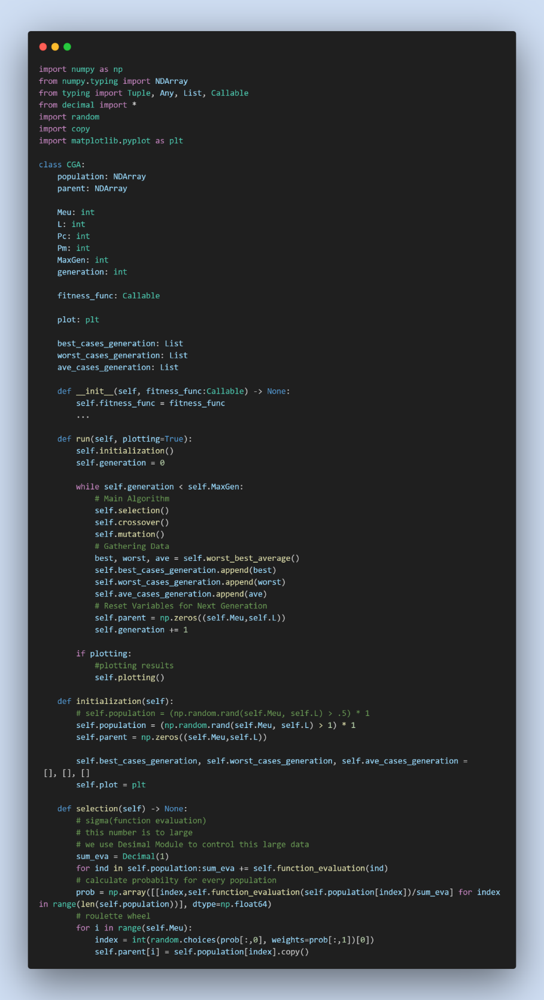 import numpy as np
from numpy.typing import NDArray
from typing import Tuple, Any, List, Callable
from decimal import *
import random
import copy
import matplotlib.pyplot as plt

class CGA:
    population: NDArray
    parent: NDArray

    Meu: int
    L: int
    Pc: int
    Pm: int
    MaxGen: int
    generation: int

    fitness_func: Callable

    plot: plt

    best_cases_generation: List
    worst_cases_generation: List
    ave_cases_generation: List

    def __init__(self, fitness_func:Callable) -> None:
        self.fitness_func = fitness_func
        ...

    def run(self, plotting=True):
        self.initialization()
        self.generation = 0

        while self.generation < self.MaxGen:
            # Main Algorithm
            self.selection()
            self.crossover()
            self.mutation()
            # Gathering Data
            best, worst, ave = self.worst_best_average()
            self.best_cases_generation.append(best)
            self.worst_cases_generation.append(worst)
            self.ave_cases_generation.append(ave)
            # Reset Variables for Next Generation
            self.parent = np.zeros((self.Meu,self.L))
            self.generation += 1

        if plotting:
            #plotting results
            self.plotting()

    def initialization(self):
        # self.population = (np.random.rand(self.Meu, self.L) > .5) * 1
        self.population = (np.random.rand(self.Meu, self.L) > 1) * 1
        self.parent = np.zeros((self.Meu,self.L))

        self.best_cases_generation, self.worst_cases_generation, self.ave_cases_generation =
 [], [], []
        self.plot = plt

    def selection(self) -> None:
        # sigma(function evaluation)
        # this number is to large
        # we use Desimal Module to control this large data
        sum_eva = Decimal(1)
        for ind in self.population:sum_eva += self.function_evaluation(ind)
        # calculate probabilty for every population
        prob = np.array([[index,self.function_evaluation(self.population[index])/sum_eva] for index
in range(len(self.population))], dtype=np.float64)
        # roulette wheel
        for i in range(self.Meu):
            index = int(random.choices(prob[:,0], weights=prob[:,1])[0])
            self.parent[i] = self.population[index].copy()